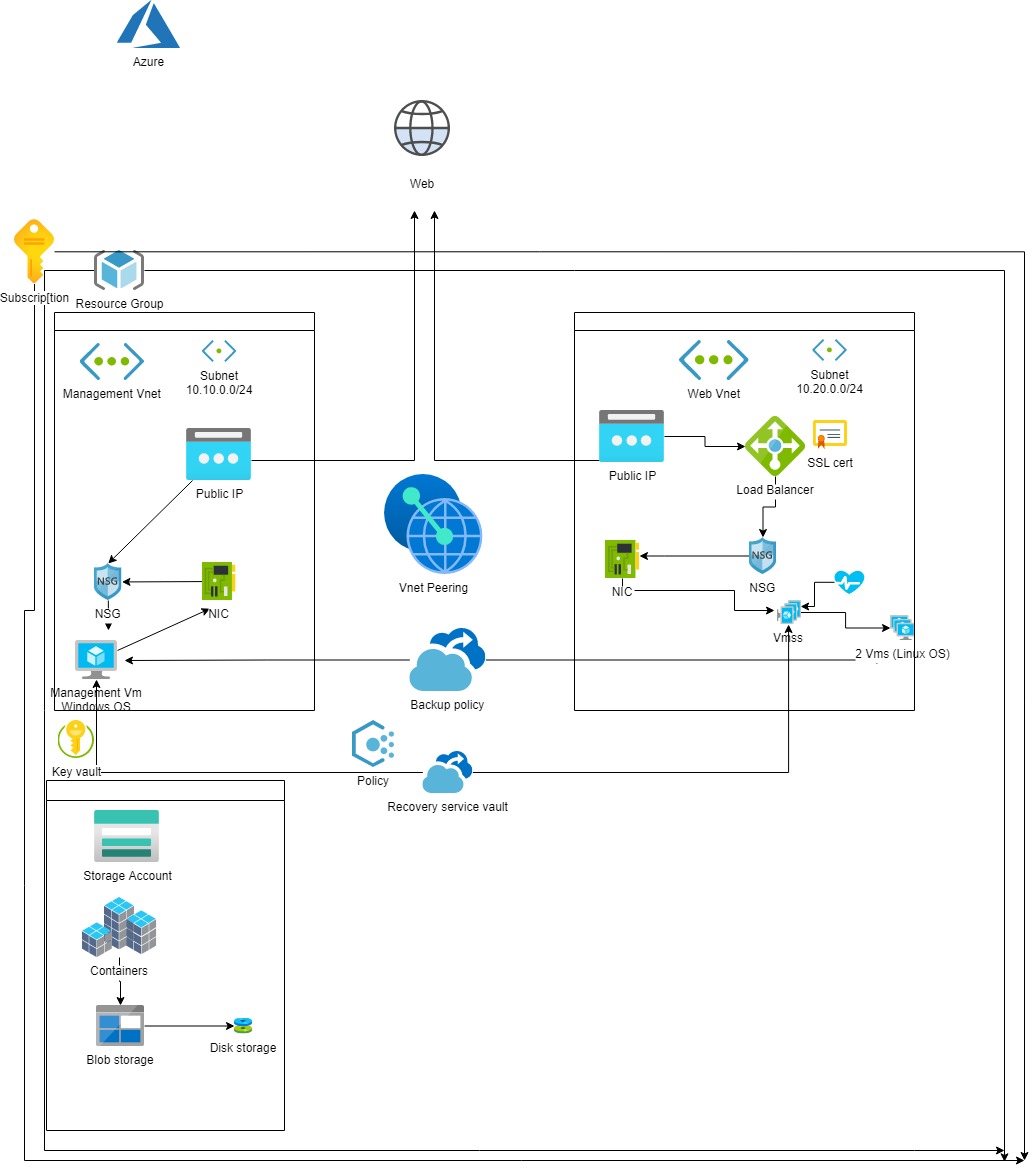 Azure
Web
Subscrip[tion
Resource Group
Management Vnet
Subnet
10.10.0.0/24
Web Vnet
Subnet
10.20.0.0/24
Public IP
Public IP
Load Balancer
SSL cert
Vnet Peering
NSG
NSG
NIC
NIC
NSG
NSG
Vmss
2 Vms (Linux OS)
Management Vm
Windows OS
Backup policy
Key vault
Policy
Recovery service vault
Storage Account
Containers
Blob storage
Disk storage